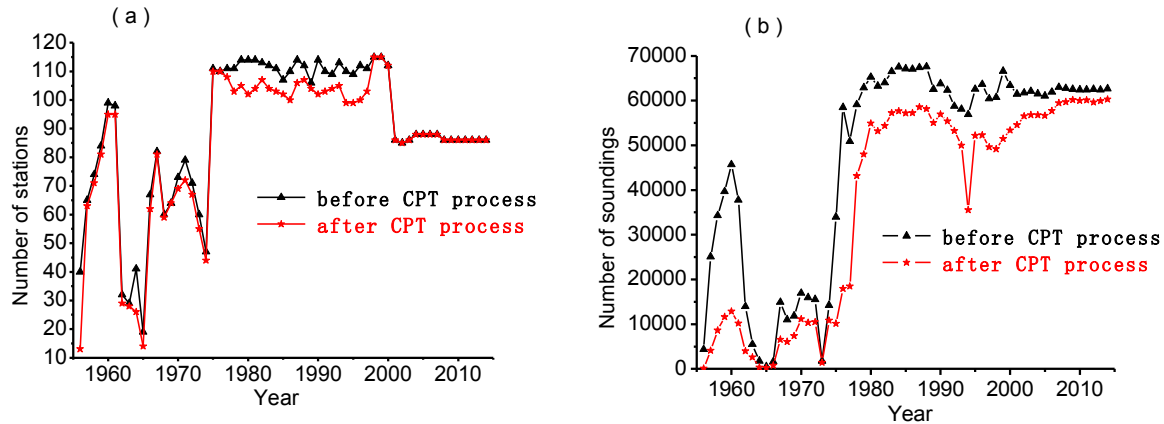 ( a )
120
110
100
90
80
70
60
50
40
30
20
10
Number of stations
before CPT process
after CPT process
1960 1970 1980 1990 2000 2010
Year
( b )
70000
60000
50000
40000
30000
20000
10000
0
Number of soundings
before CPT process
after CPT process
1960 1970 1980 1990 2000 2010
Year